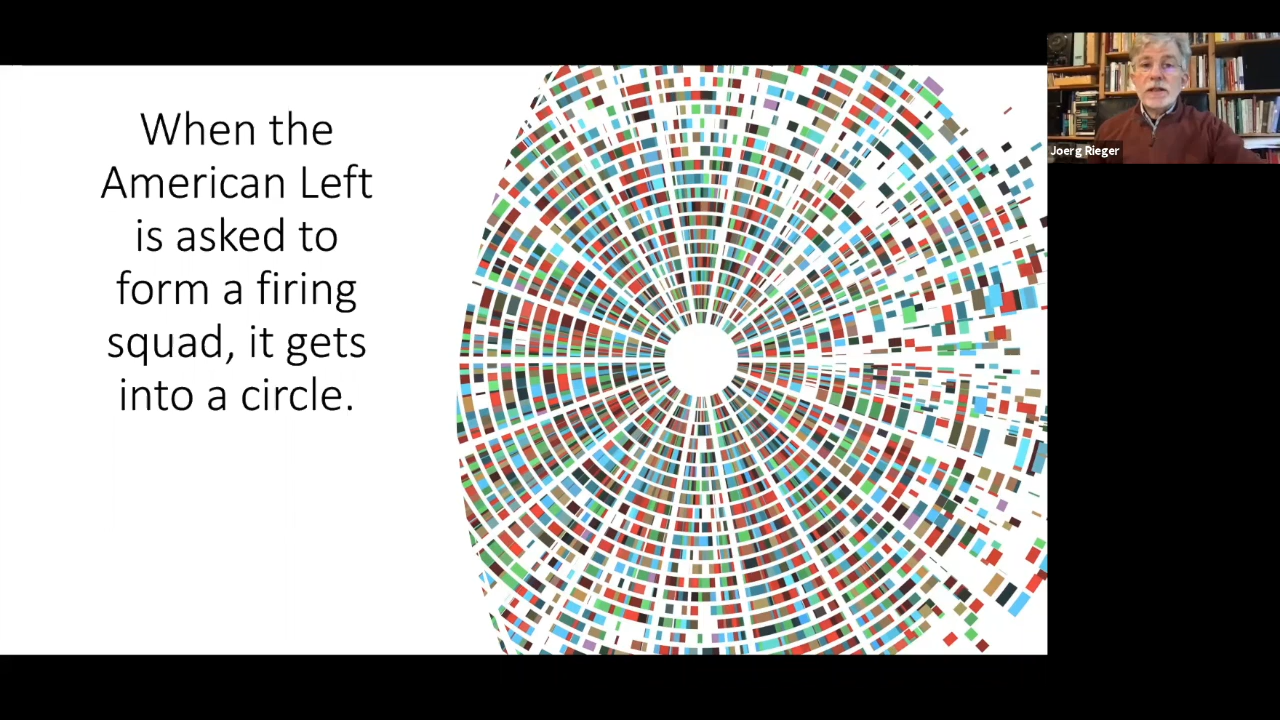 When the
American Left
is asked to
form a firing
squad, it gets
into a circle.
Joerg Rieger